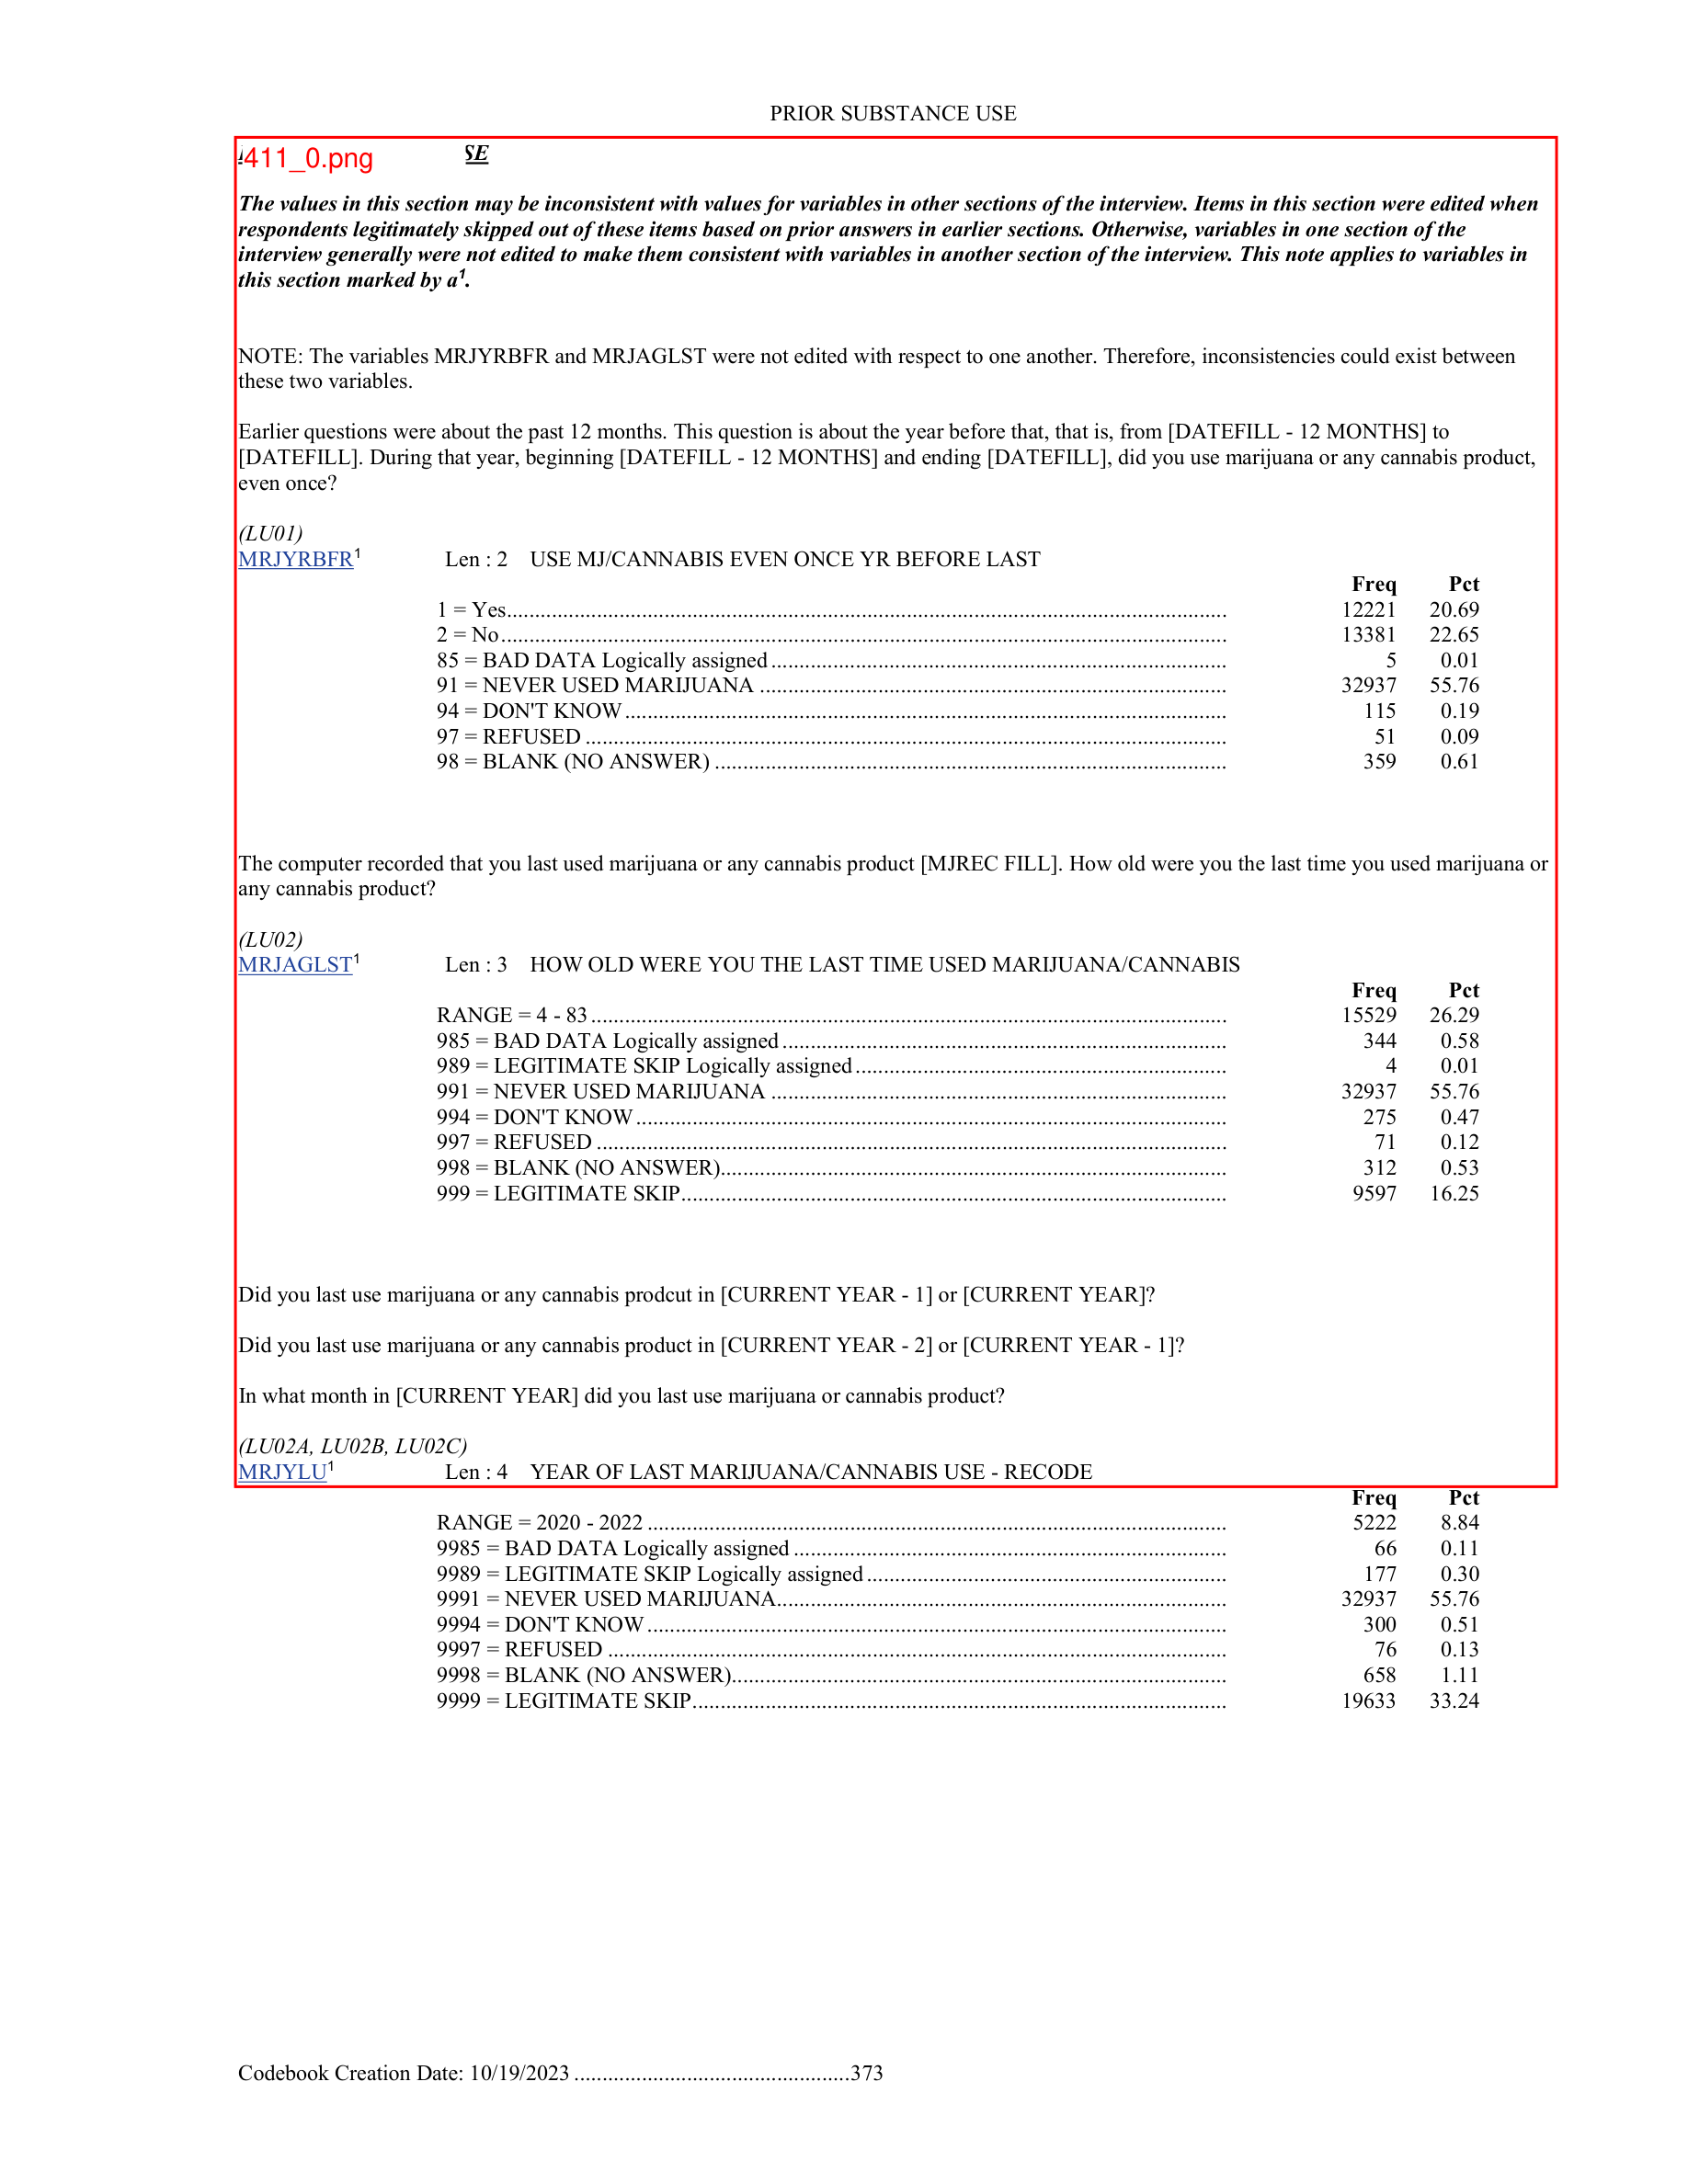 PRIOR SUBSTANCE USE
411_0.png SE
The values in this section may be inconsistent with values for variables in other sections of the interview. Items in this section were edited when
respondents legitimately skipped out of these items based on prior answers in earlier sections. Otherwise, variables in one section of the
interview generally were not edited to make them consistent with variables in another section of the interview. This note applies to variables in
this section marked by a¹.
NOTE: The variables MRJYRBFR and MRJAGLST were not edited with respect to one another. Therefore, inconsistencies could exist between
these two variables.
Earlier questions were about the past 12 months. This question is about the year before that, that is, from [DATEFILL - 12 MONTHS] to
[DATEFILL]. During that year, beginning [DATEFILL - 12 MONTHS] and ending [DATEFILL], did you use marijuana or any cannabis product,
even once?
(LU01)
MRJYRBFR¹ Len : 2 USE MJ/CANNABIS EVEN ONCE YR BEFORE LAST
Freq Pct
1 = Yes 12221 20.69
2 = No 13381 22.65
85 = BAD DATA Logically assigned 5 0.01
91 = NEVER USED MARIJUANA 32937 55.76
94 = DON'T KNOW 115 0.19
97 = REFUSED 51 0.09
98 = BLANK (NO ANSWER) 359 0.61
The computer recorded that you last used marijuana or any cannabis product [MJREC FILL]. How old were you the last time you used marijuana or
any cannabis product?
(LU02)
MRJAGLST¹ Len : 3 HOW OLD WERE YOU THE LAST TIME USED MARIJUANA/CANNABIS
Freq Pct
RANGE = 4 - 83 15529 26.29
985 = BAD DATA Logically assigned 344 0.58
989 = LEGITIMATE SKIP Logically assigned 4 0.01
991 = NEVER USED MARIJUANA 32937 55.76
994 = DON'T KNOW 275 0.47
997 = REFUSED 71 0.12
998 = BLANK (NO ANSWER) 312 0.53
999 = LEGITIMATE SKIP 9597 16.25
Did you last use marijuana or any cannabis prodcut in [CURRENT YEAR - 1] or [CURRENT YEAR]?
Did you last use marijuana or any cannabis product in [CURRENT YEAR - 2] or [CURRENT YEAR - 1]?
In what month in [CURRENT YEAR] did you last use marijuana or cannabis product?
(LU02A, LU02B, LU02C)
MRJYLU¹ Len : 4 YEAR OF LAST MARIJUANA/CANNABIS USE - RECODE
Freq Pct
RANGE = 2020 - 2022 5222 8.84
9985 = BAD DATA Logically assigned 66 0.11
9989 = LEGITIMATE SKIP Logically assigned 177 0.30
9991 = NEVER USED MARIJUANA 32937 55.76
9994 = DON'T KNOW 300 0.51
9997 = REFUSED 76 0.13
9998 = BLANK (NO ANSWER) 658 1.11
9999 = LEGITIMATE SKIP 19633 33.24
Codebook Creation Date: 10/19/2023 373